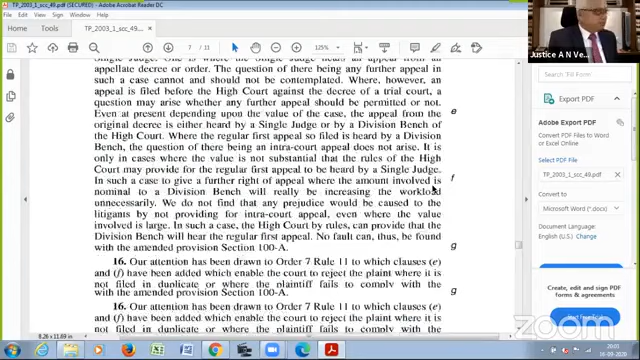 TP_2003_1_scc_49.pdf (SECURED) - Adobe Acrobat Reader DC
File Edit View Sign Window Help
Home Tools TP_2003_1_scc_49.p...
7 / 11 125%
Justice A N Ve
Single Judge. One is where the Single Judge heard an appeal from an
appellate decree or order. The question of there being any further appeal in
such a case cannot and should not be contemplated. Where, however, an
appeal is filed before the High Court against the decree of a trial court, a
question may arise whether any further appeal should be permitted or not.
Even at present depending upon the value of the case, the appeal from the
original decree is either heard by a Single Judge or by a Division Bench of
the High Court. Where the regular first appeal so filed is heard by a Division
Bench, the question of there being an intra-court appeal does not arise. It is
only in cases where the value is not substantial that the rules of the High
Court may provide for the regular first appeal to be heard by a Single Judge.
In such a case to give a further right of appeal where the amount involved is
nominal to a Division Bench will really be increasing the workload
unnecessarily. We do not find that any prejudice would be caused to the
litigants by not providing for intra-court appeal, even where the value
involved is large. In such a case, the High Court by rules, can provide that the
Division Bench will hear the regular first appeal. No fault can, thus, be found
with the amended provision Section 100-A.
e
f
g
16. Our attention has been drawn to Order 7 Rule 11 to which clauses (e)
and (f) have been added which enable the court to reject the plaint where it is
not filed in duplicate or where the plaintiff fails to comply with the
with the amended provision Section 100-A.
g
16. Our attention has been drawn to Order 7 Rule 11 to which clauses (e)
and (f) have been added which enable the court to reject the plaint where it is
not filed in duplicate or where the plaintiff fails to comply with the
8.26 x 11.69 in
Export PDF
Adobe Export PDF
Convert PDF Files to Word
or Excel Online
Select PDF File
TP_2003_1_scc_49.pdf
Convert to
Microsoft Word (*.docx)
Document Language:
English (U.S.) Change
Create, edit and sign PDF
forms & agreements
zoom
20:01
16-09-2020